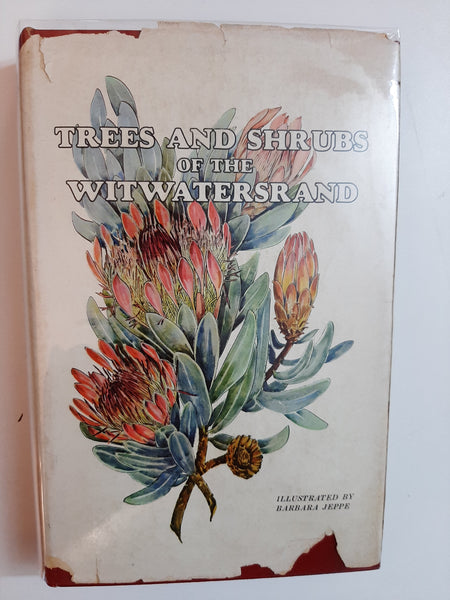 TREES AND SHRUBS
OF THE
WITWATERSRAND
ILLUSTRATED BY
BARBARA JEPPE